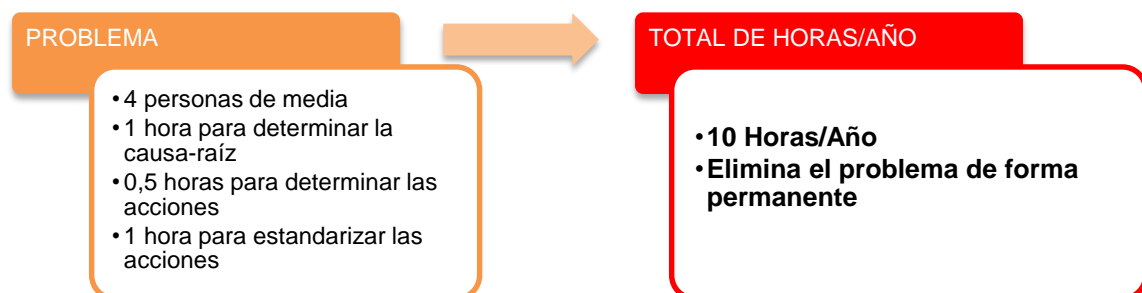 PROBLEMA
•4 personas de media
•1 hora para determinar la
causa-raíz
•0,5 horas para determinar las
acciones
•1 hora para estandarizar las
acciones
TOTAL DE HORAS/AÑO
•10 Horas/Año
•Elimina el problema de forma
permanente